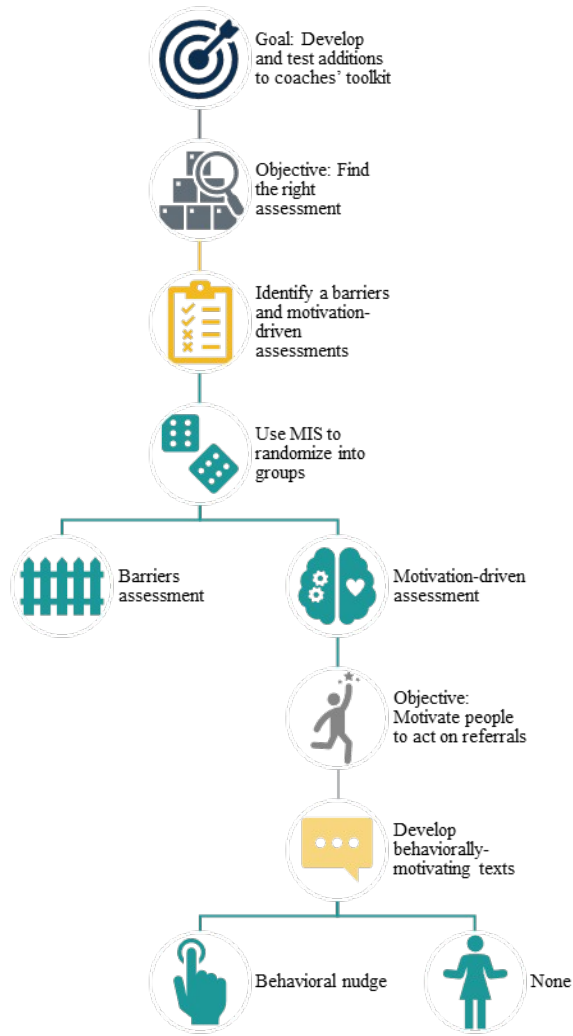 Goal: Develop
and test additions
to coaches’ toolkit
Objective: Find
the right
assessment
Identify a barriers
and motivation-
driven
assessments
Use MIS to
randomize into
groups
Barriers
assessment
Motivation-driven
assessment
Objective:
Motivate people
to act on referrals
Develop
behaviorally-
motivating texts
Behavioral nudge
None